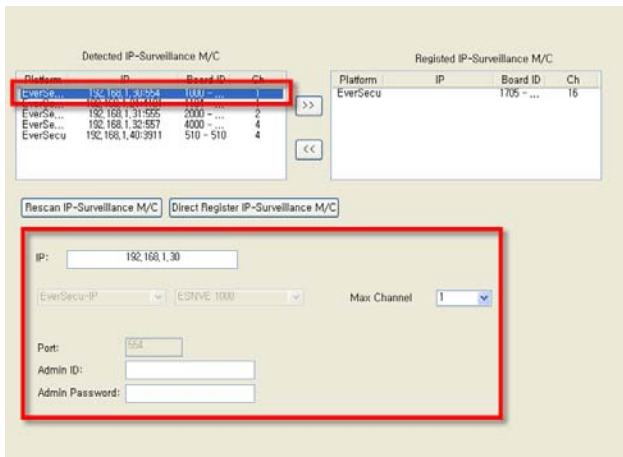 Detected IP-Surveillance M/C
Registed IP-Surveillance M/C
Platform IP Board ID Ch
EverSe... 192,168,1,30:554 1000 - ... 1
EverSe...
EverSe... 192,168,1,31:555 2000 - ... 2
EverSe... 192,168,1,32:557 4000 - ... 4
EverSecu 192,168,1,40:3911 510 - 510 4
>>
<<
Platform IP Board ID Ch
EverSecu 1705 - ... 16
Rescan IP-Surveillance M/C
Direct Register IP-Surveillance M/C
IP: 192,168,1,30
EverSecu-IP ESNVE 1000 Max Channel 1
Port: 554
Admin ID:
Admin Password: